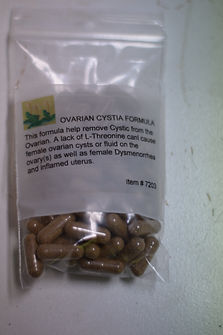 OVARIAN CYSTIA FORMULA
This formula help remove Cystic from the
Ovarian. A lack of L-Threonine canl cause
female ovarian cysts or fluid on the
ovary(s) as well as female Dysmenorrhea
and inflamed uterus.
Item # 7203